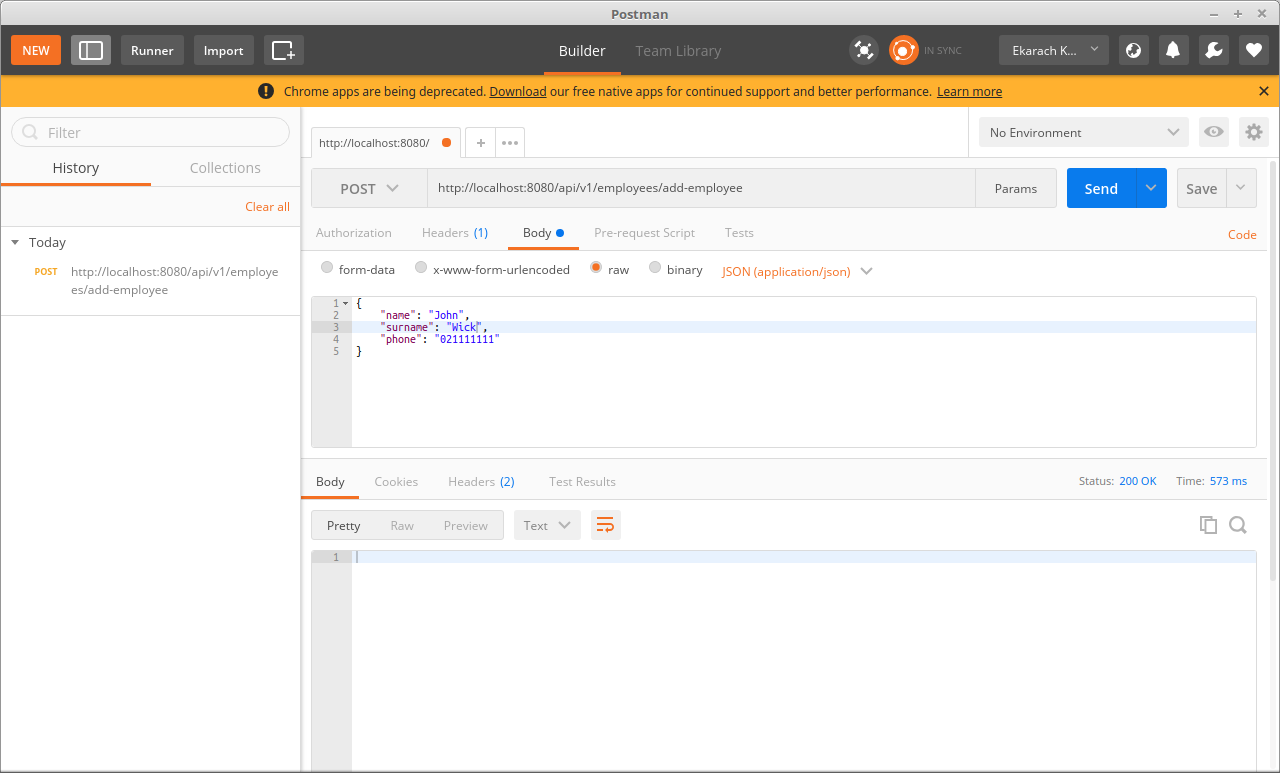 Postman
NEW Runner Import Builder Team Library IN SYNC Ekarach K...
Chrome apps are being deprecated. Download our free native apps for continued support and better performance. Learn more
Filter
History Collections
Clear all
Today
POST http://localhost:8080/api/v1/employe
es/add-employee
http://localhost:8080/ + ••• No Environment
POST http://localhost:8080/api/v1/employees/add-employee Params Send Save
Authorization Headers (1) Body Pre-request Script Tests Code
form-data x-www-form-urlencoded raw binary JSON (application/json)
1 {
2 "name": "John",
3 "surname": "Wick",
4 "phone": "021111111"
5 }
Body Cookies Headers (2) Test Results Status: 200 OK Time: 573 ms
Pretty Raw Preview Text
1